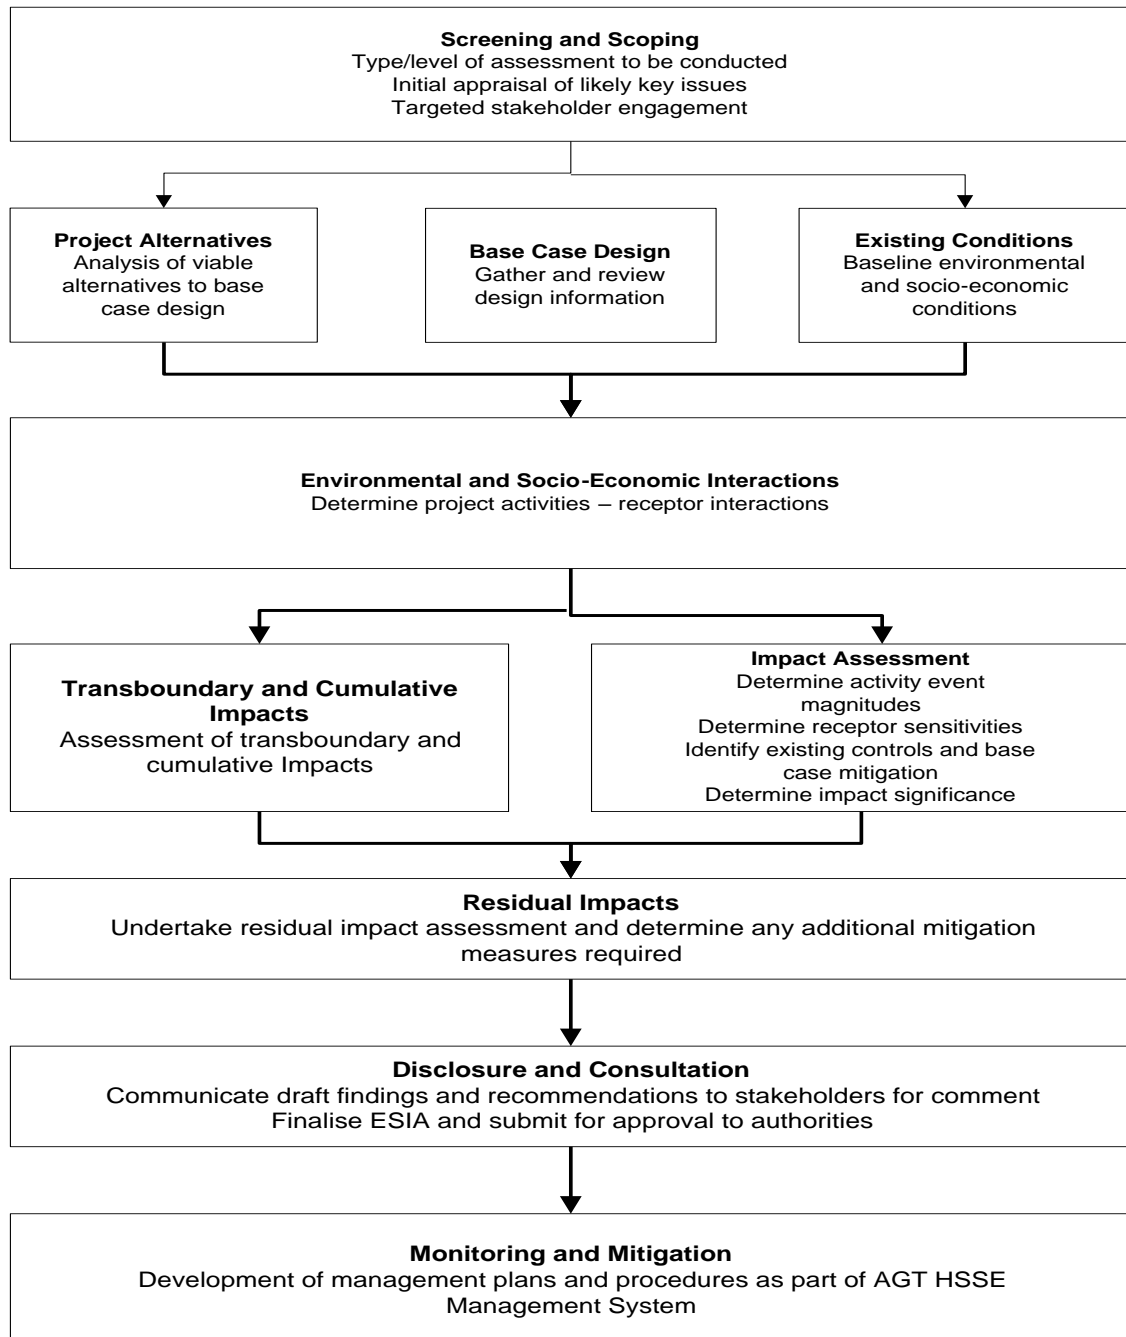 Screening and Scoping
Type/level of assessment to be conducted
Initial appraisal of likely key issues
Targeted stakeholder engagement
Project Alternatives
Analysis of viable
alternatives to base
case design
Base Case Design
Gather and review
design information
Existing Conditions
Baseline environmental
and socio-economic
conditions
Environmental and Socio-Economic Interactions
Determine project activities – receptor interactions
Transboundary and Cumulative
Impacts
Assessment of transboundary and
cumulative Impacts
Impact Assessment
Determine activity event
magnitudes
Determine receptor sensitivities
Identify existing controls and base
case mitigation
Determine impact significance
Residual Impacts
Undertake residual impact assessment and determine any additional mitigation
measures required
Disclosure and Consultation
Communicate draft findings and recommendations to stakeholders for comment
Finalise ESIA and submit for approval to authorities
Monitoring and Mitigation
Development of management plans and procedures as part of AGT HSSE
Management System